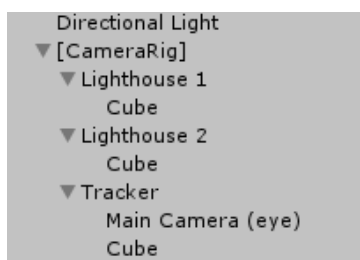 Directional Light
[CameraRig]
Lighthouse 1
Cube
Lighthouse 2
Cube
Tracker
Main Camera (eye)
Cube